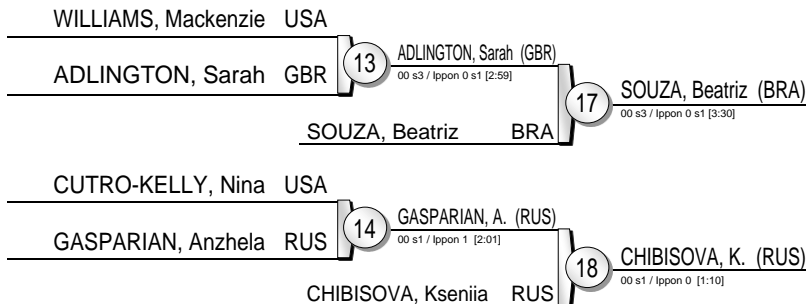 WILLIAMS, Mackenzie USA
13
ADLINGTON, Sarah (GBR)
00 s3 / Ippon 0 s1 [2:59]
ADLINGTON, Sarah GBR
17
SOUZA, Beatriz (BRA)
00 s3 / Ippon 0 s1 [3:30]
SOUZA, Beatriz BRA
CUTRO-KELLY, Nina USA
14
GASPARIAN, A. (RUS)
00 s1 / Ippon 1 [2:01]
GASPARIAN, Anzhela RUS
18
CHIBISOVA, K. (RUS)
00 s1 / Ippon 0 [1:10]
CHIBISOVA, Ksenija RUS